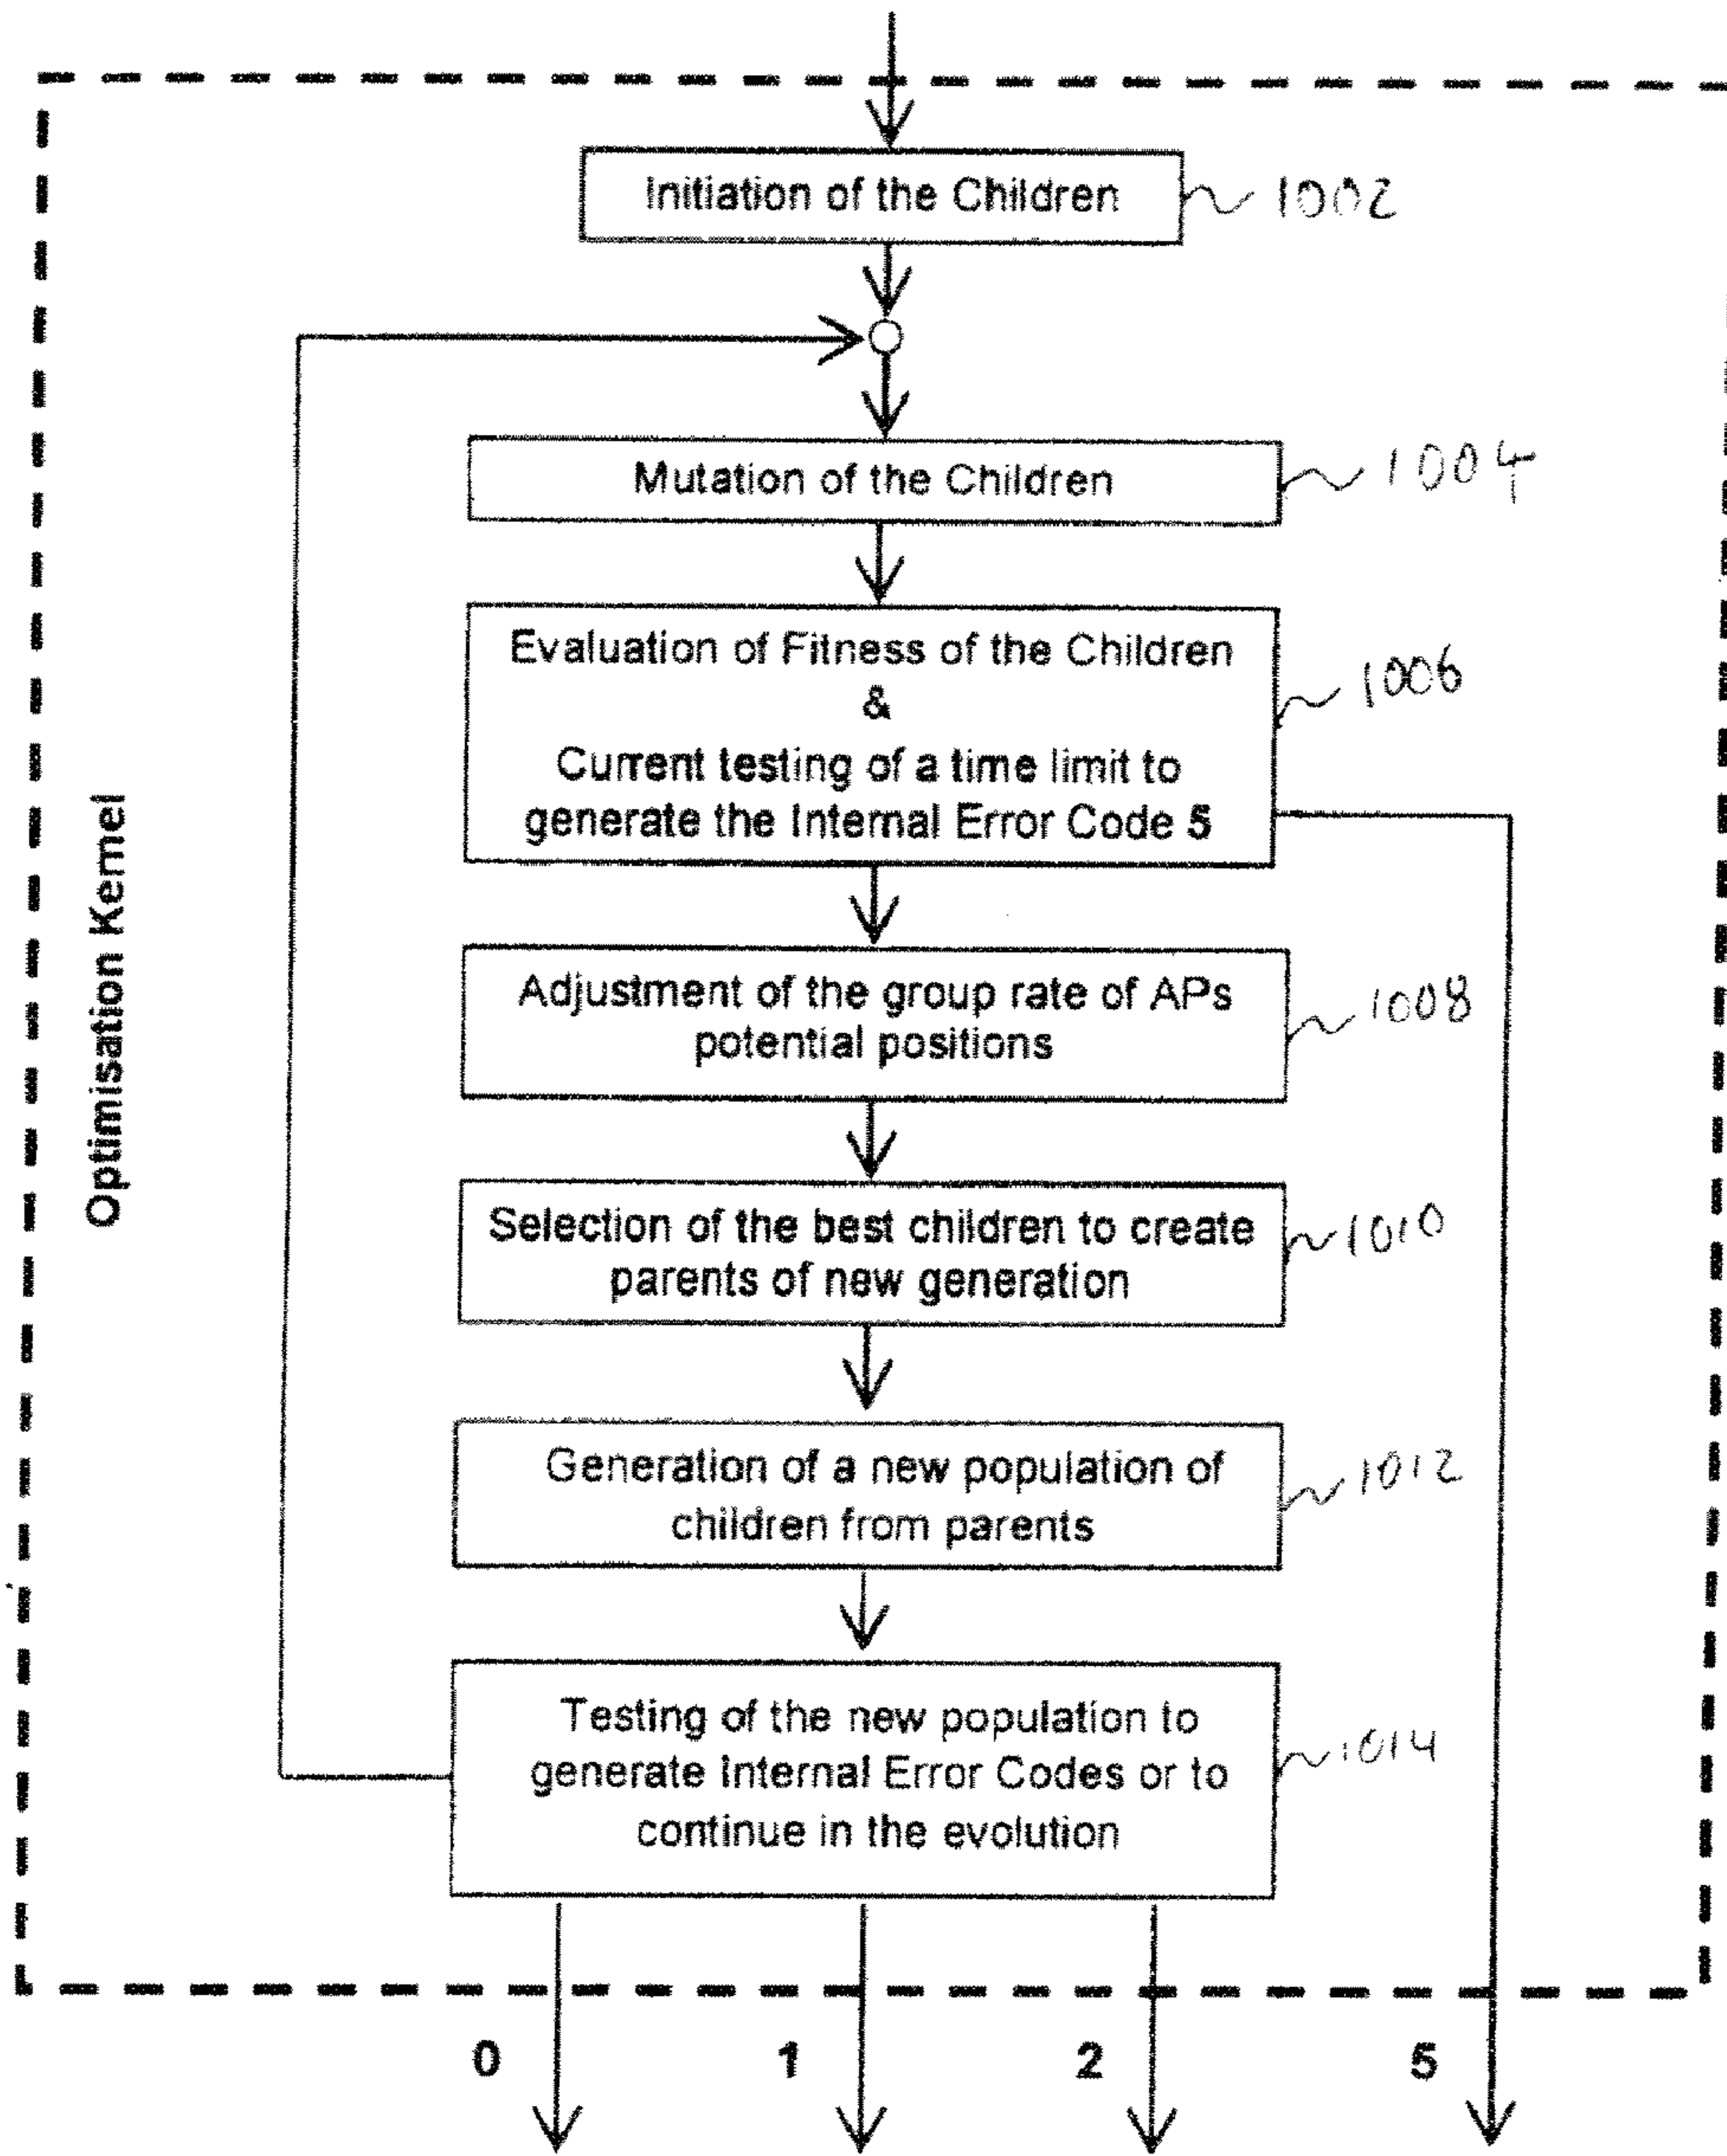 Initiation of the Children
1002
Mutation of the Children
1004
Evaluation of Fitness of the Children
&
Current testing of a time limit to
generate the Internal Error Code 5
1006
Optimisation Kernel
Adjustment of the group rate of APs
potential positions
1008
Selection of the best children to create
parents of new generation
1010
Generation of a new population of
children from parents
1012
Testing of the new population to
generate Internal Error Codes or to
continue in the evolution
1014
0 1 2 5